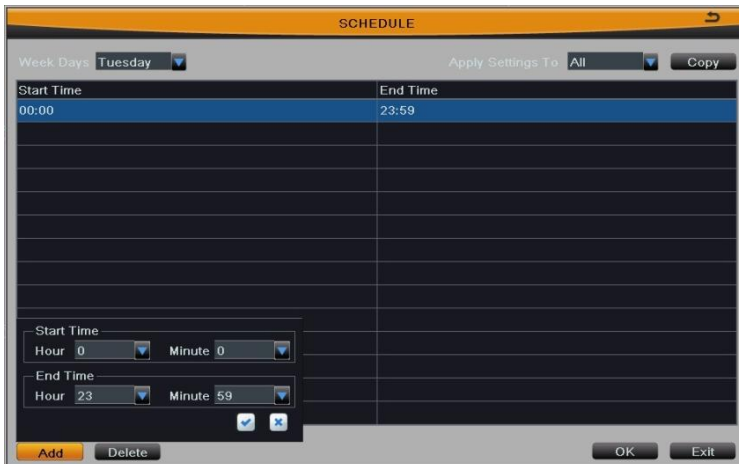 SCHEDULE
Week Days Tuesday Apply Settings To All Copy
Start Time End Time
00:00 23:59
Start Time
Hour 0 Minute 0
End Time
Hour 23 Minute 59
Add Delete OK Exit